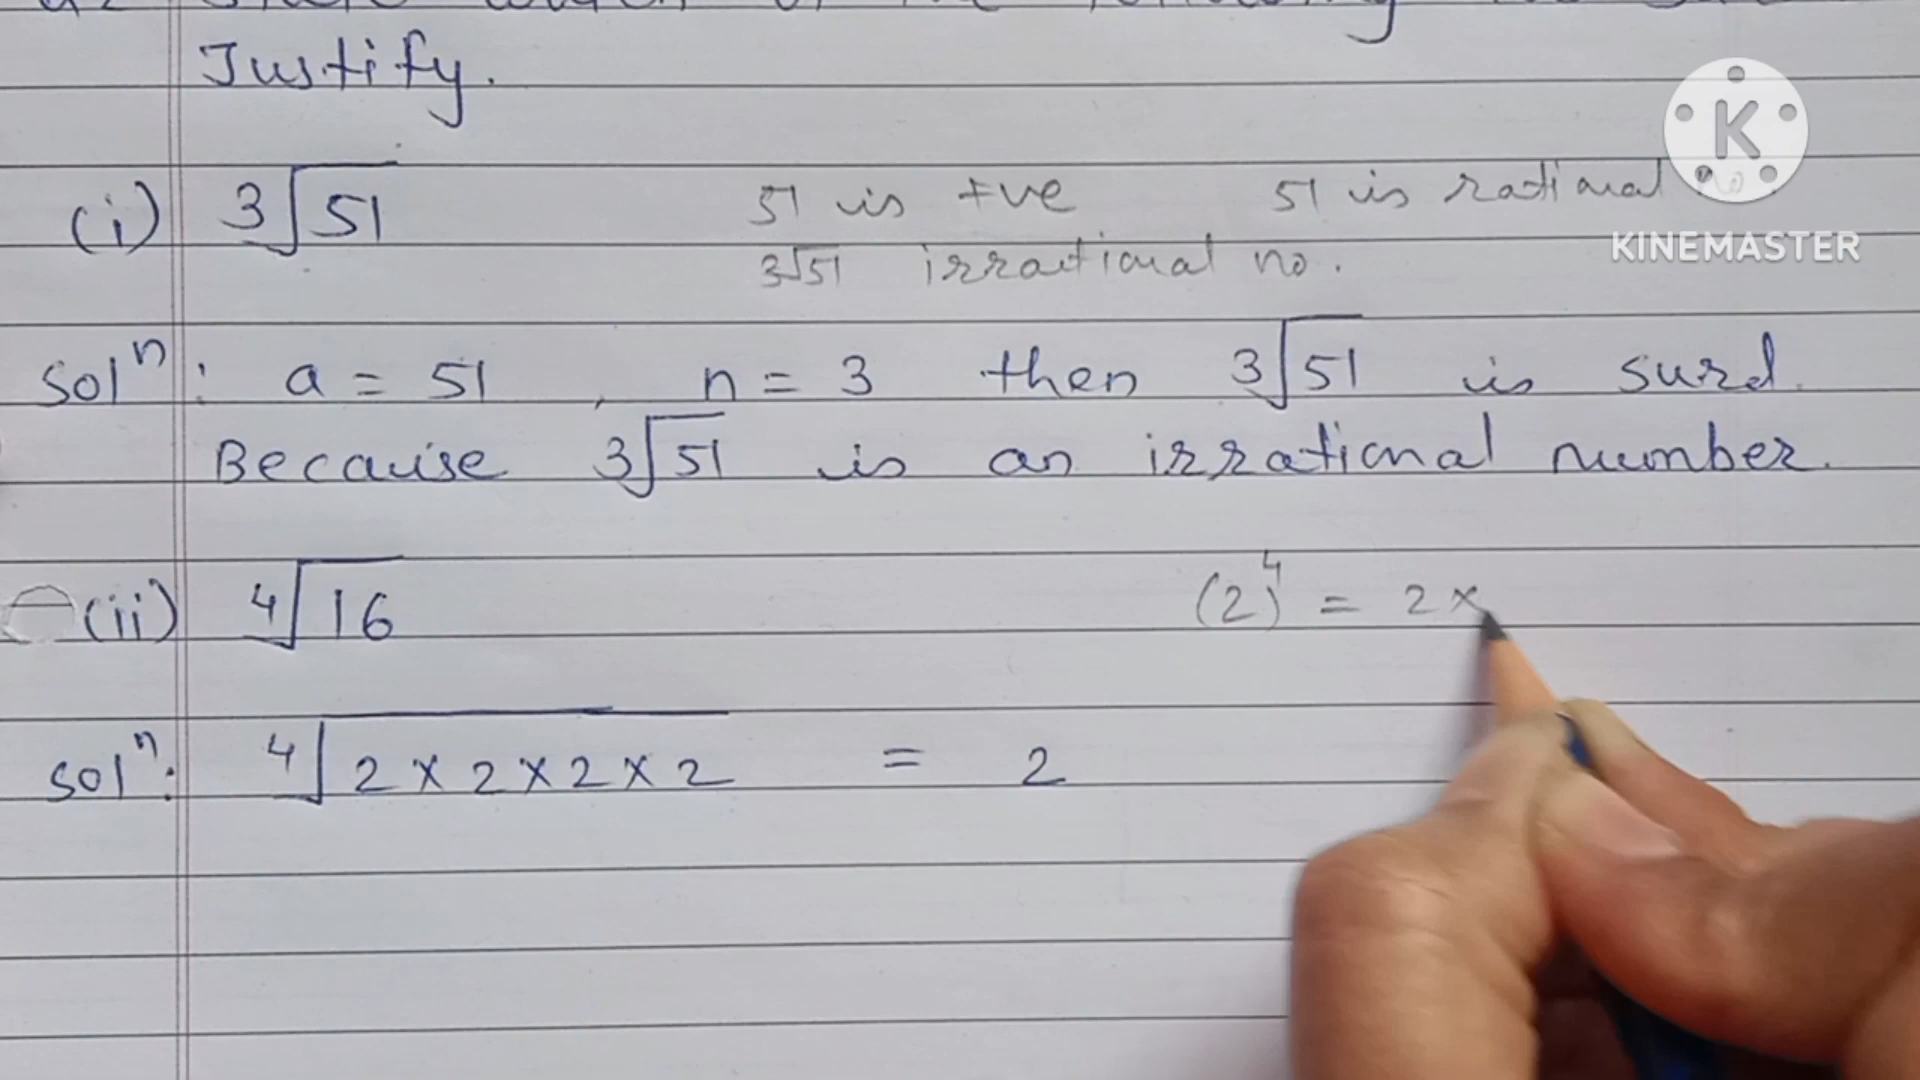 Justify.
(i) ³√51 51 is +ve 51 is rational no
³√51 irrational no.
KINEMASTER
Solⁿ: a = 51 , n = 3 then ³√51 is surd.
Because ³√51 is an irrational number.
(ii) ⁴√16 (2)⁴ = 2 ×
Solⁿ: ⁴√2 × 2 × 2 × 2 = 2